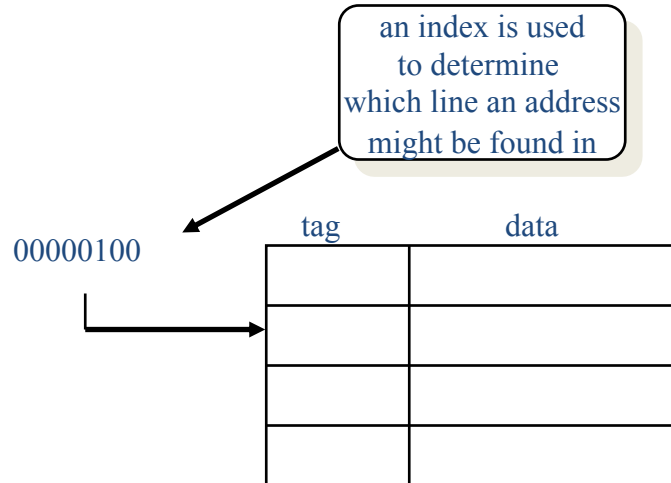 an index is used
to determine
which line an address
might be found in
tag data
00000100